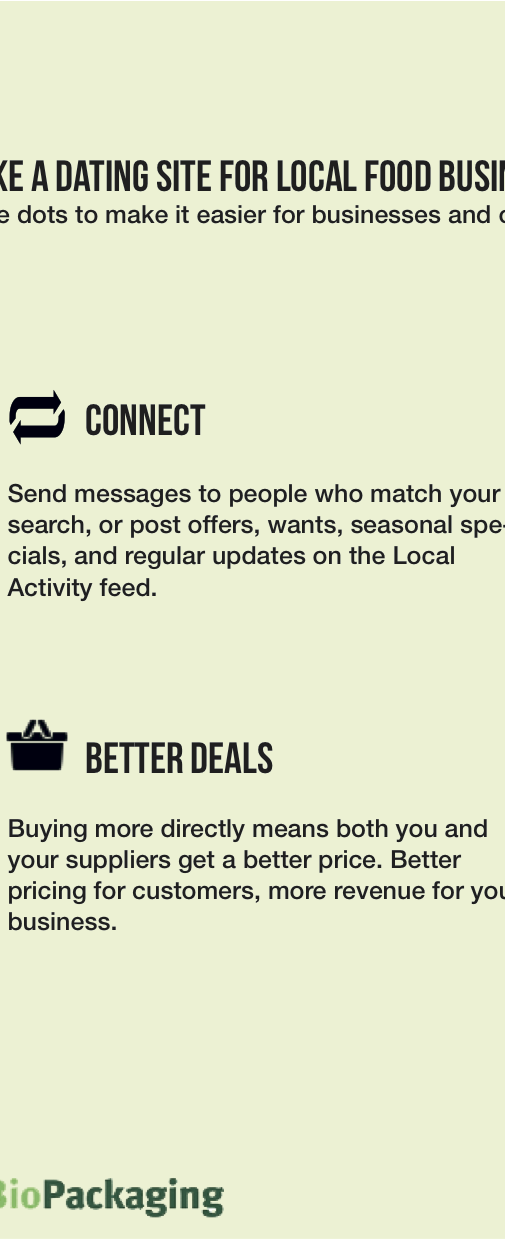 KE A DATING SITE FOR LOCAL FOOD BUSIN
e dots to make it easier for businesses and c
CONNECT
Send messages to people who match your
search, or post offers, wants, seasonal spe-
cials, and regular updates on the Local
Activity feed.
BETTER DEALS
Buying more directly means both you and
your suppliers get a better price. Better
pricing for customers, more revenue for you
business.
BioPackaging